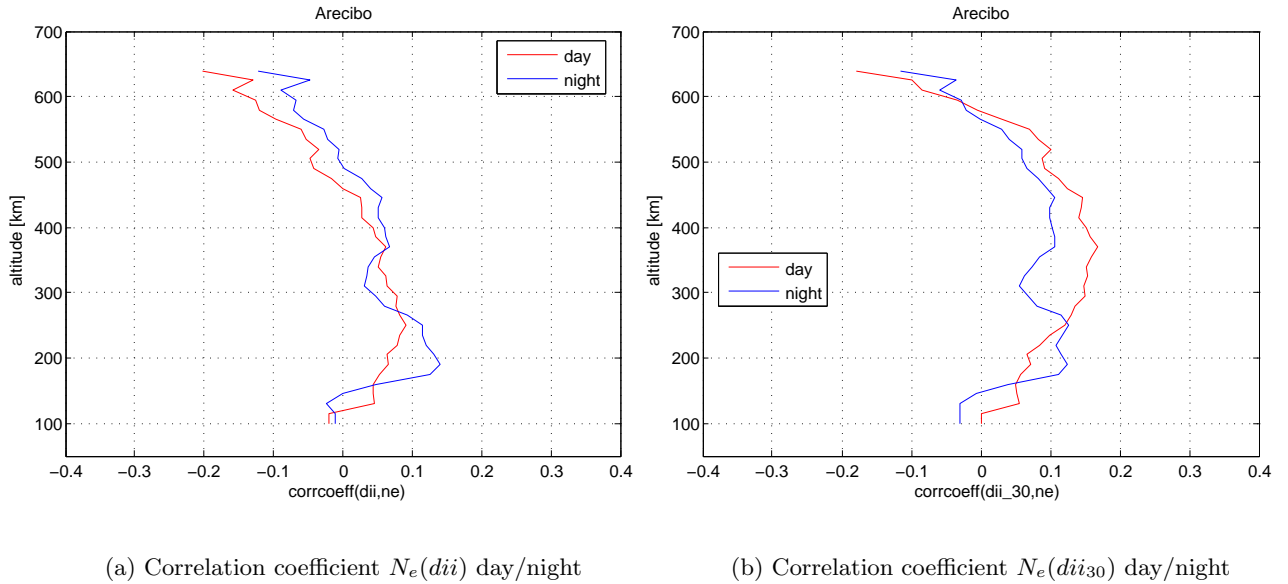 Arecibo
700
600
500
400
300
200
100
altitude [km]
day
night
−0.4 −0.3 −0.2 −0.1 0 0.1 0.2 0.3 0.4
corrcoeff(dii,ne)
(a) Correlation coefficient Ne(dii) day/night
Arecibo
700
600
500
400
300
200
100
altitude [km]
day
night
−0.4 −0.3 −0.2 −0.1 0 0.1 0.2 0.3 0.4
corrcoeff(dii_30,ne)
(b) Correlation coefficient Ne(dii30) day/night